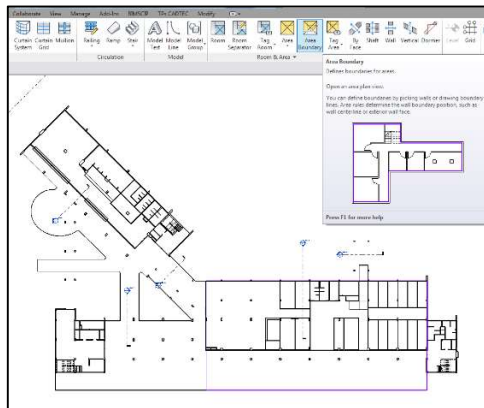 Collaborate View Manage Add-Ins BIMSCIP TPs CADTEC Modify
Curtain System Curtain Grid Mullion Railing Ramp Stair Model Text Model Line Model Group Room Room Separator Tag Room Area Area Boundary Tag Area By Face Shaft Wall Vertical Dormer Level Grid
Circulation Model Room & Area
Area Boundary
Defines boundaries for areas.
Open an area plan view.
You can define boundaries by picking walls or drawing boundary
lines. Area rules determine the wall boundary position, such as
wall centerline or exterior wall face.
Press F1 for more help